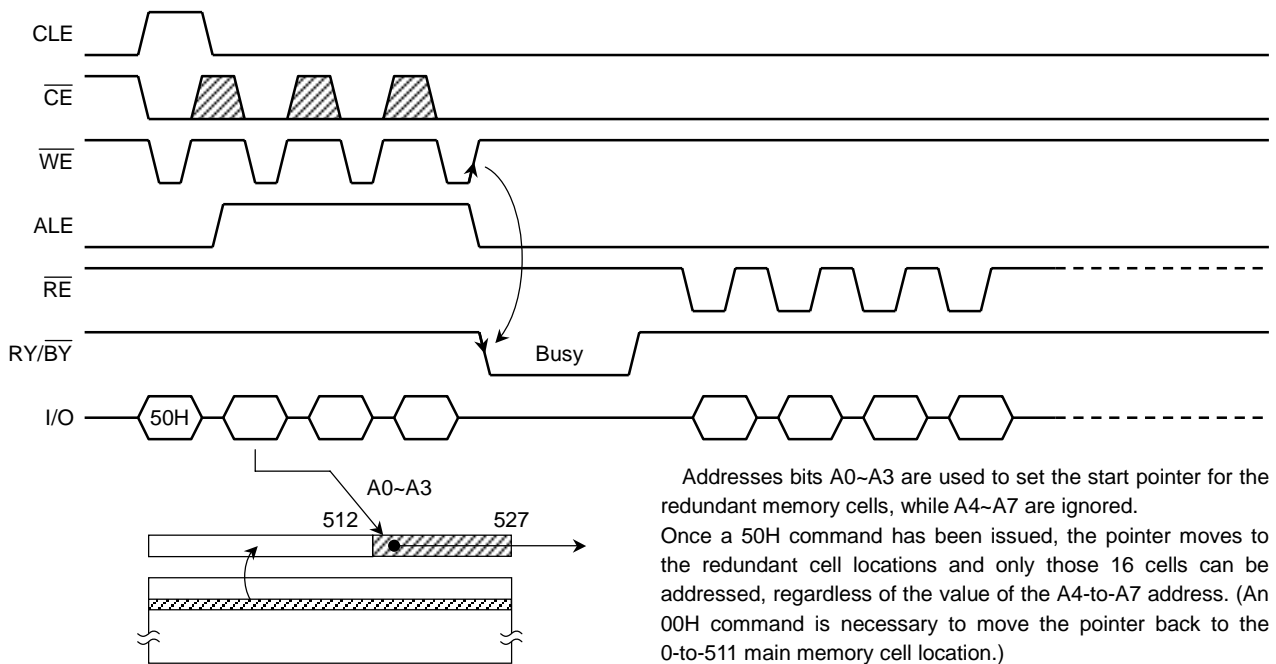 CLE
CE
WE
ALE
RE
RY/BY Busy
I/O 50H
A0~A3
512 527
Addresses bits A0~A3 are used to set the start pointer for the
redundant memory cells, while A4~A7 are ignored.
Once a 50H command has been issued, the pointer moves to
the redundant cell locations and only those 16 cells can be
addressed, regardless of the value of the A4-to-A7 address. (An
00H command is necessary to move the pointer back to the
0-to-511 main memory cell location.)